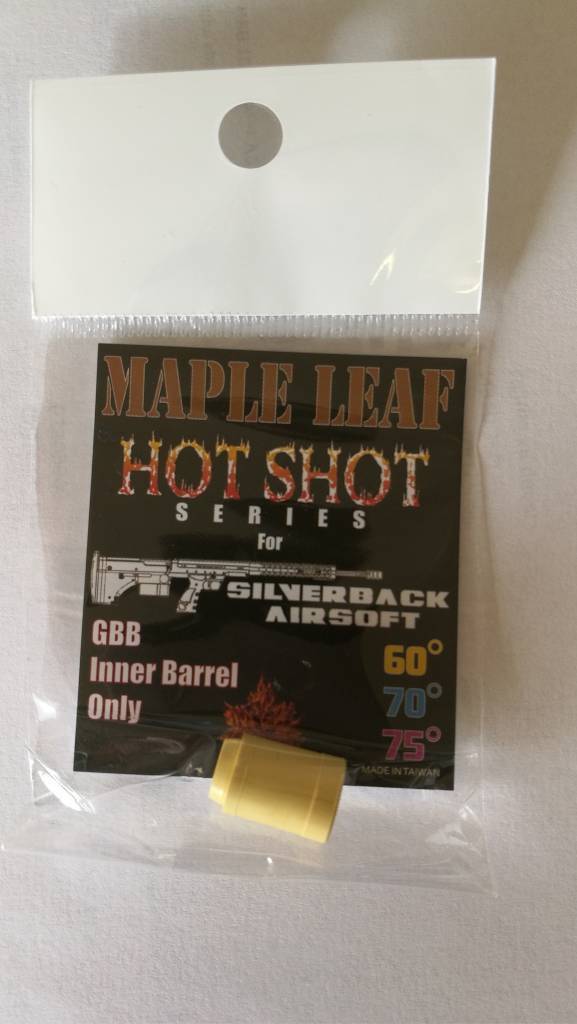 MAPLE LEAF
HOT SHOT
SERIES
For
SILVERBACK
AIRSOFT
GBB
Inner Barrel
Only
60°
70°
75°
MADE IN TAIWAN